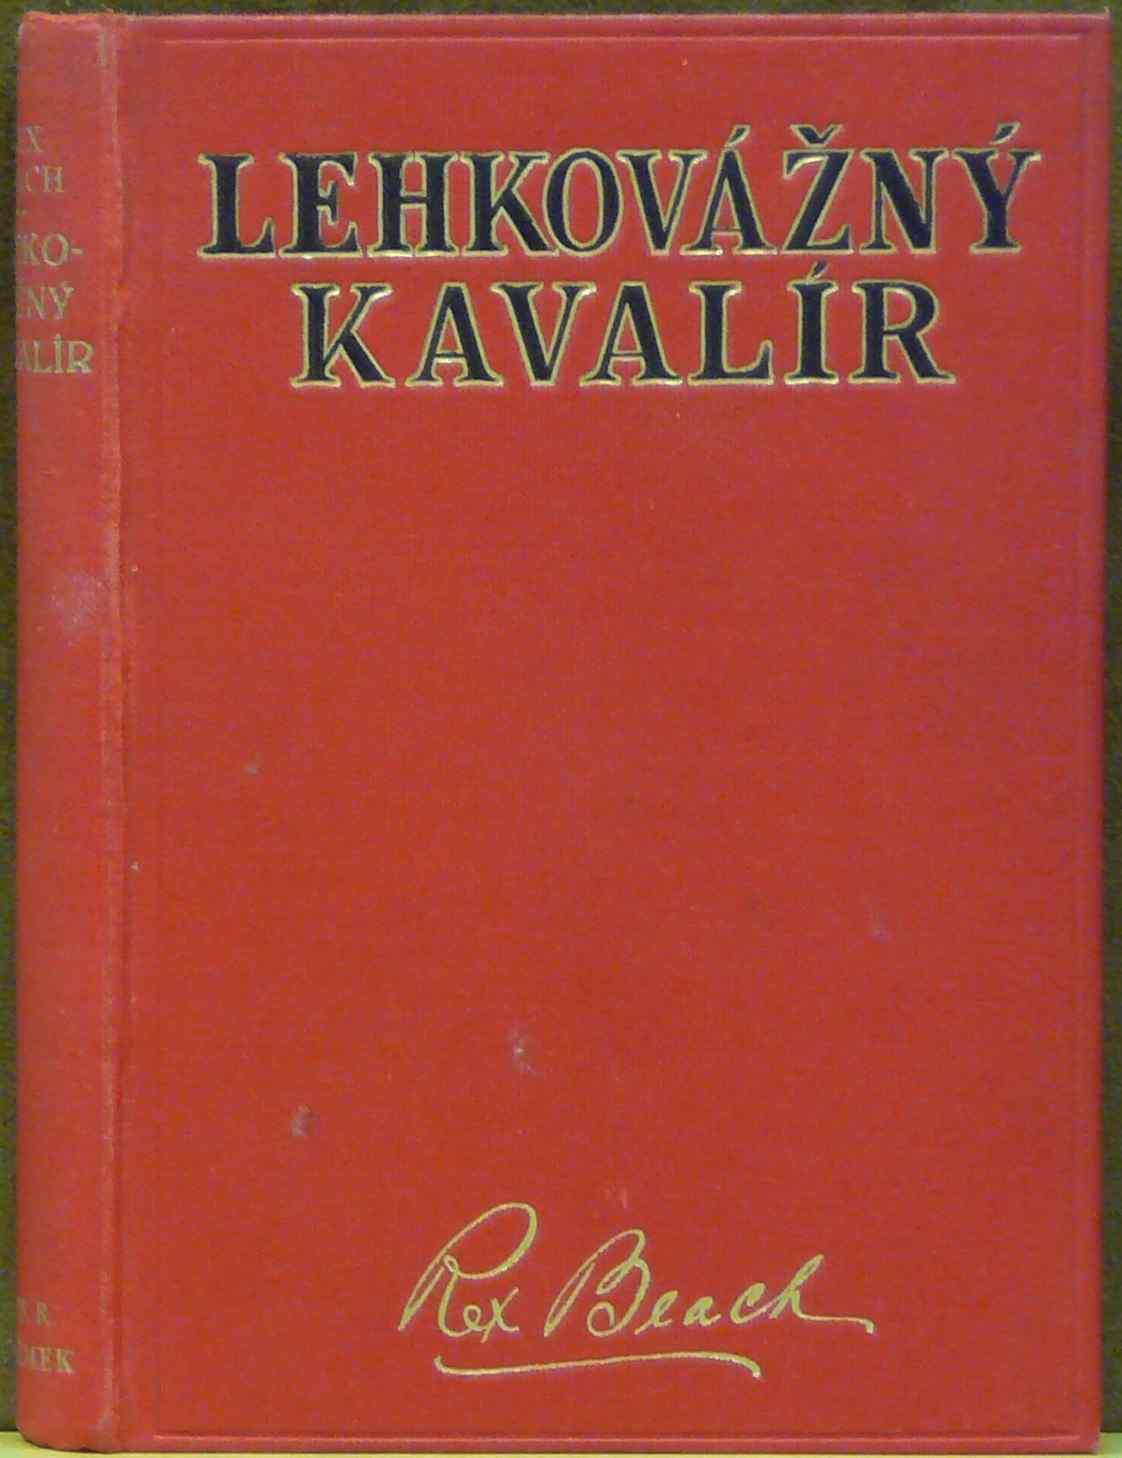 LEHKOVÁŽNÝ
KAVALÍR
Rex Beach